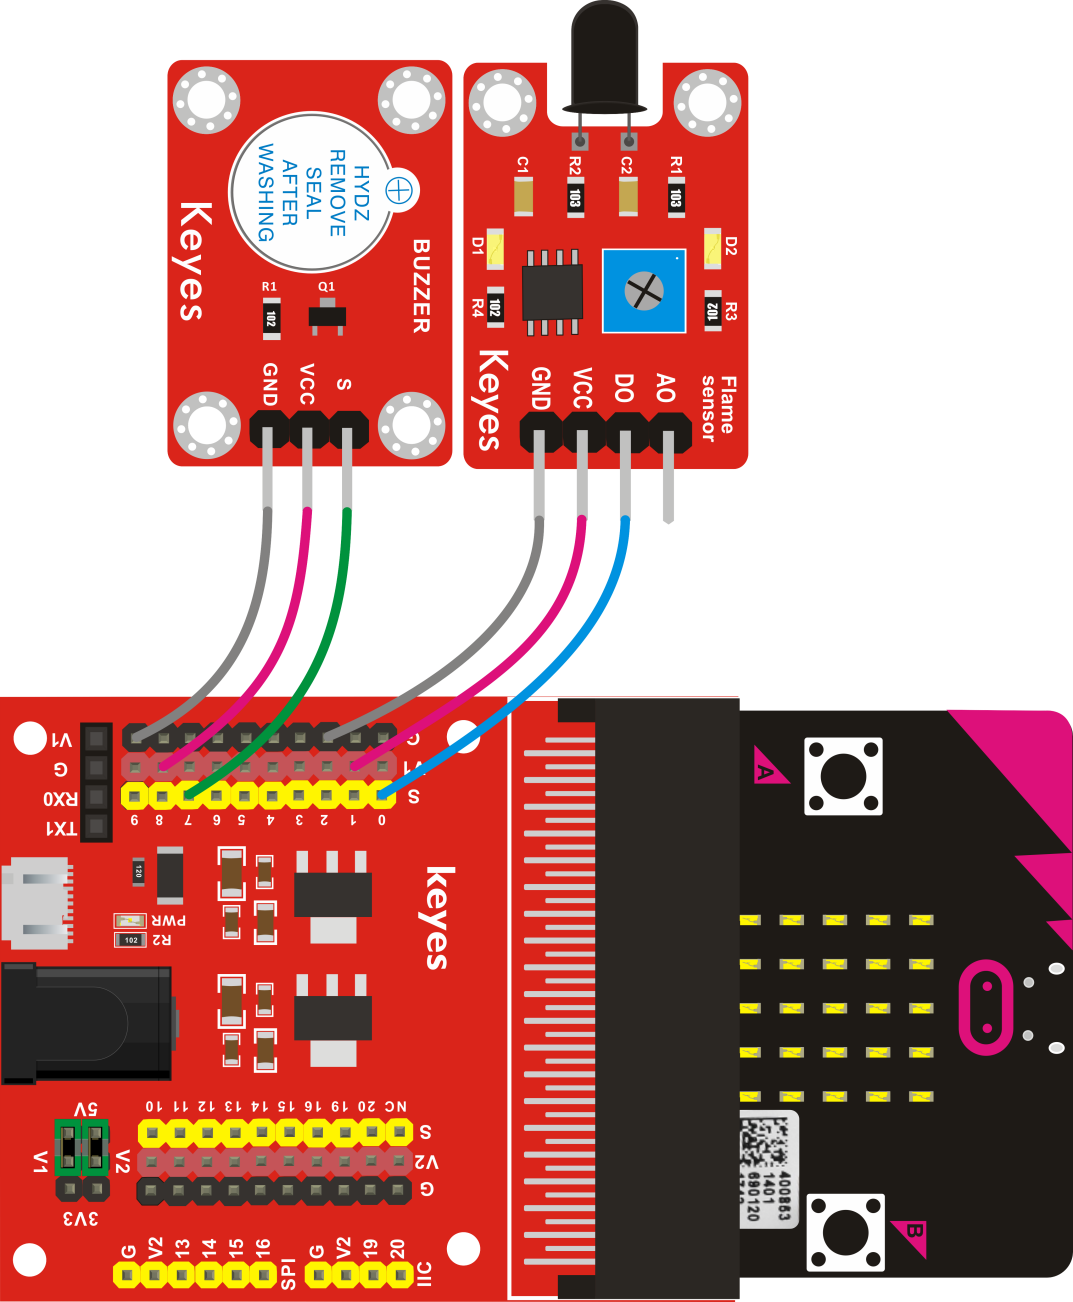 HYDZ
REMOVE
SEAL
AFTER
WASHING
Keyes
BUZZER
R1
Q1
102
GND
VCC
S
C1
R2
C2
R1
103
103
D1
D2
R4
102
R3
102
Keyes
GND
VCC
DO
AO
Flame
sensor
V1
G
RX0
TX1
G
V1
S
9
8
7
6
5
4
3
2
1
0
120
PWR
R2
102
keyes
A
5V
V1
V2
3V3
10
11
12
13
14
15
16
19
20
NC
S
V2
G
G
V2
13
14
15
16
SPI
G
V2
19
20
IIC
400863
1401
690120
B